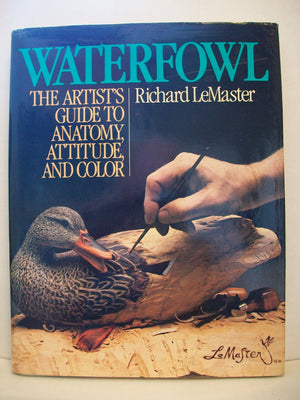 WATERFOWL
THE ARTIST'S
GUIDE TO
ANATOMY,
ATTITUDE,
AND COLOR
Richard LeMaster
LeMaster